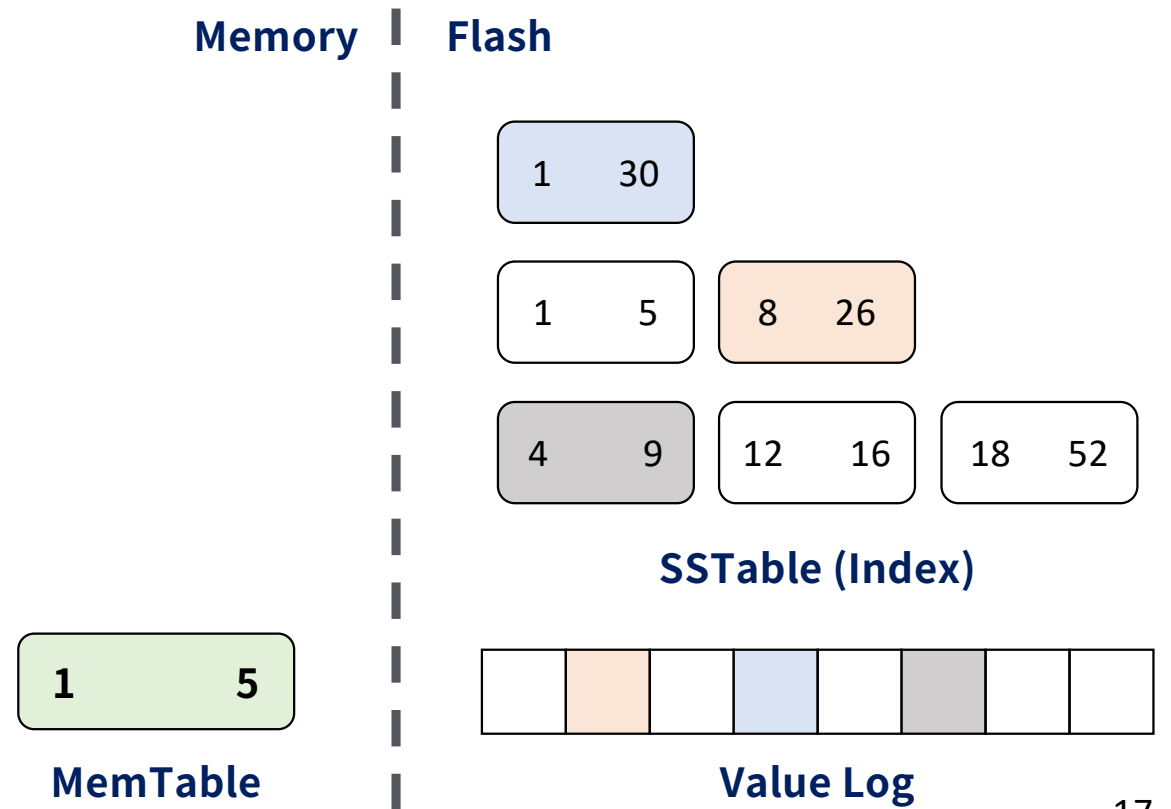 Memory
Flash
1 30
1 5
8 26
4 9
12 16
18 52
SSTable (Index)
1 5
MemTable
Value Log
17